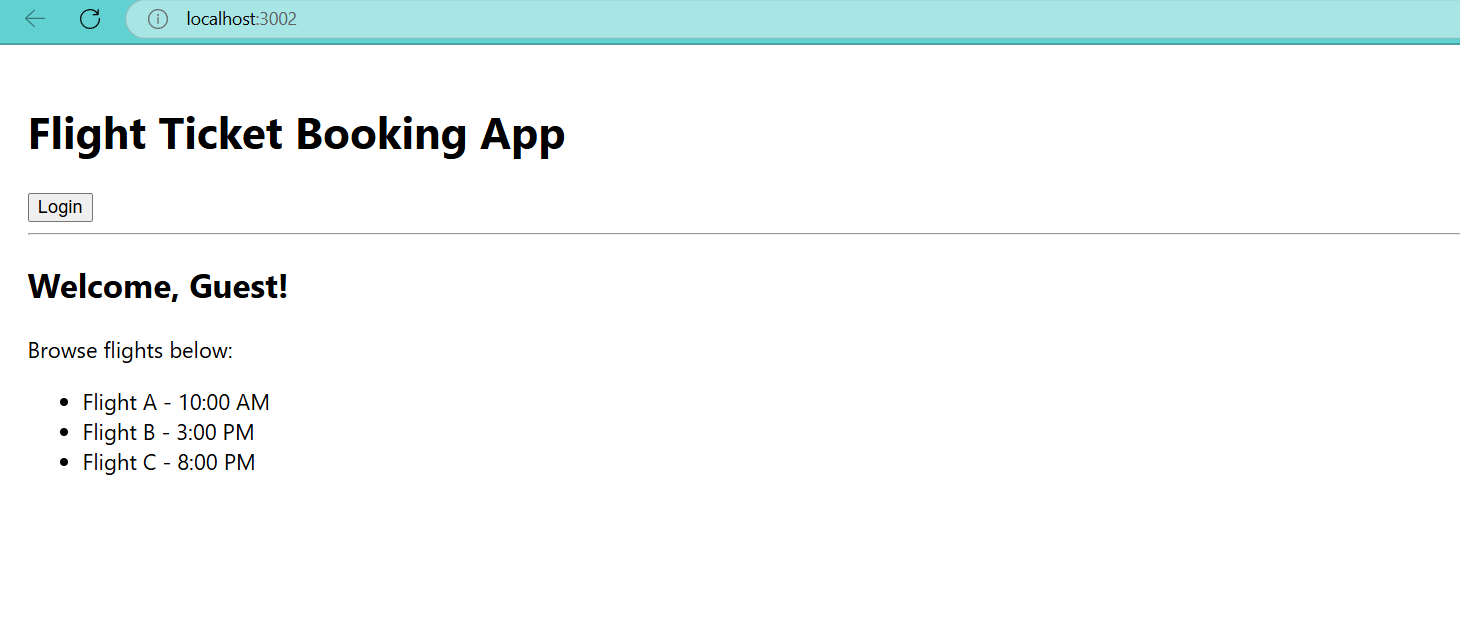 localhost:3002
Flight Ticket Booking App
Login
Welcome, Guest!
Browse flights below:
Flight A - 10:00 AM
Flight B - 3:00 PM
Flight C - 8:00 PM